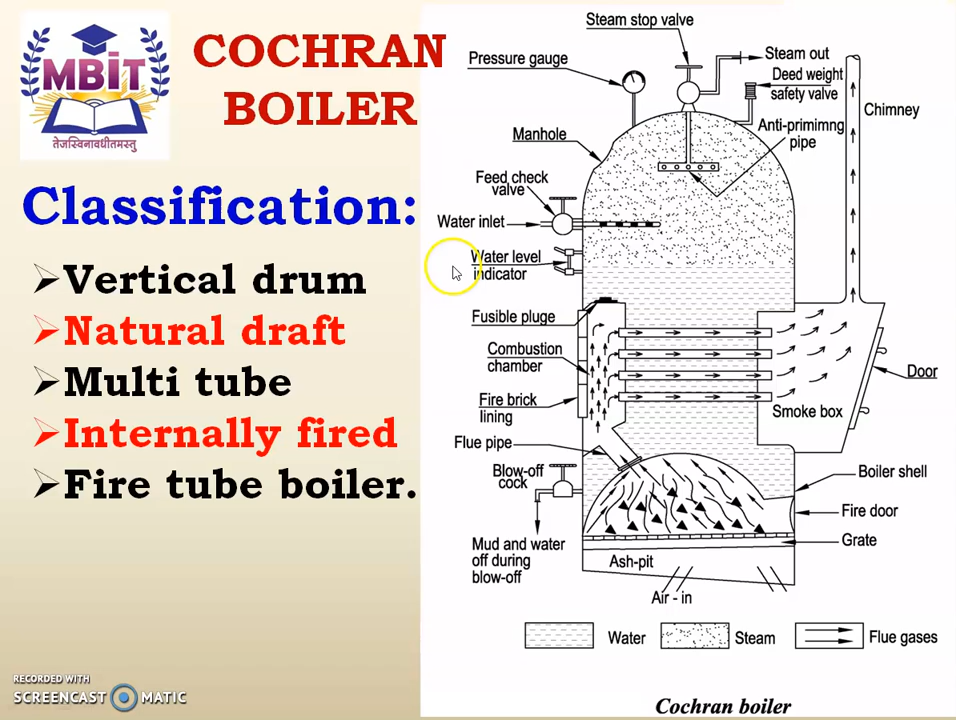 MBIT
तेजस्विनावधीतमस्तु
COCHRAN
BOILER
Classification:
Vertical drum
Natural draft
Multi tube
Internally fired
Fire tube boiler.
Steam stop valve
Pressure gauge
Steam out
Deed weight
safety valve
Chimney
Manhole
Anti-primimng
pipe
Feed check
valve
Water inlet
Water level
indicator
Fusible pluge
Combustion
chamber
Door
Fire brick
lining
Smoke box
Flue pipe
Blow-off
cock
Boiler shell
Fire door
Grate
Mud and water
off during
blow-off
Ash-pit
Air - in
Water
Steam
Flue gases
Cochran boiler
RECORDED WITH
SCREENCAST MATIC